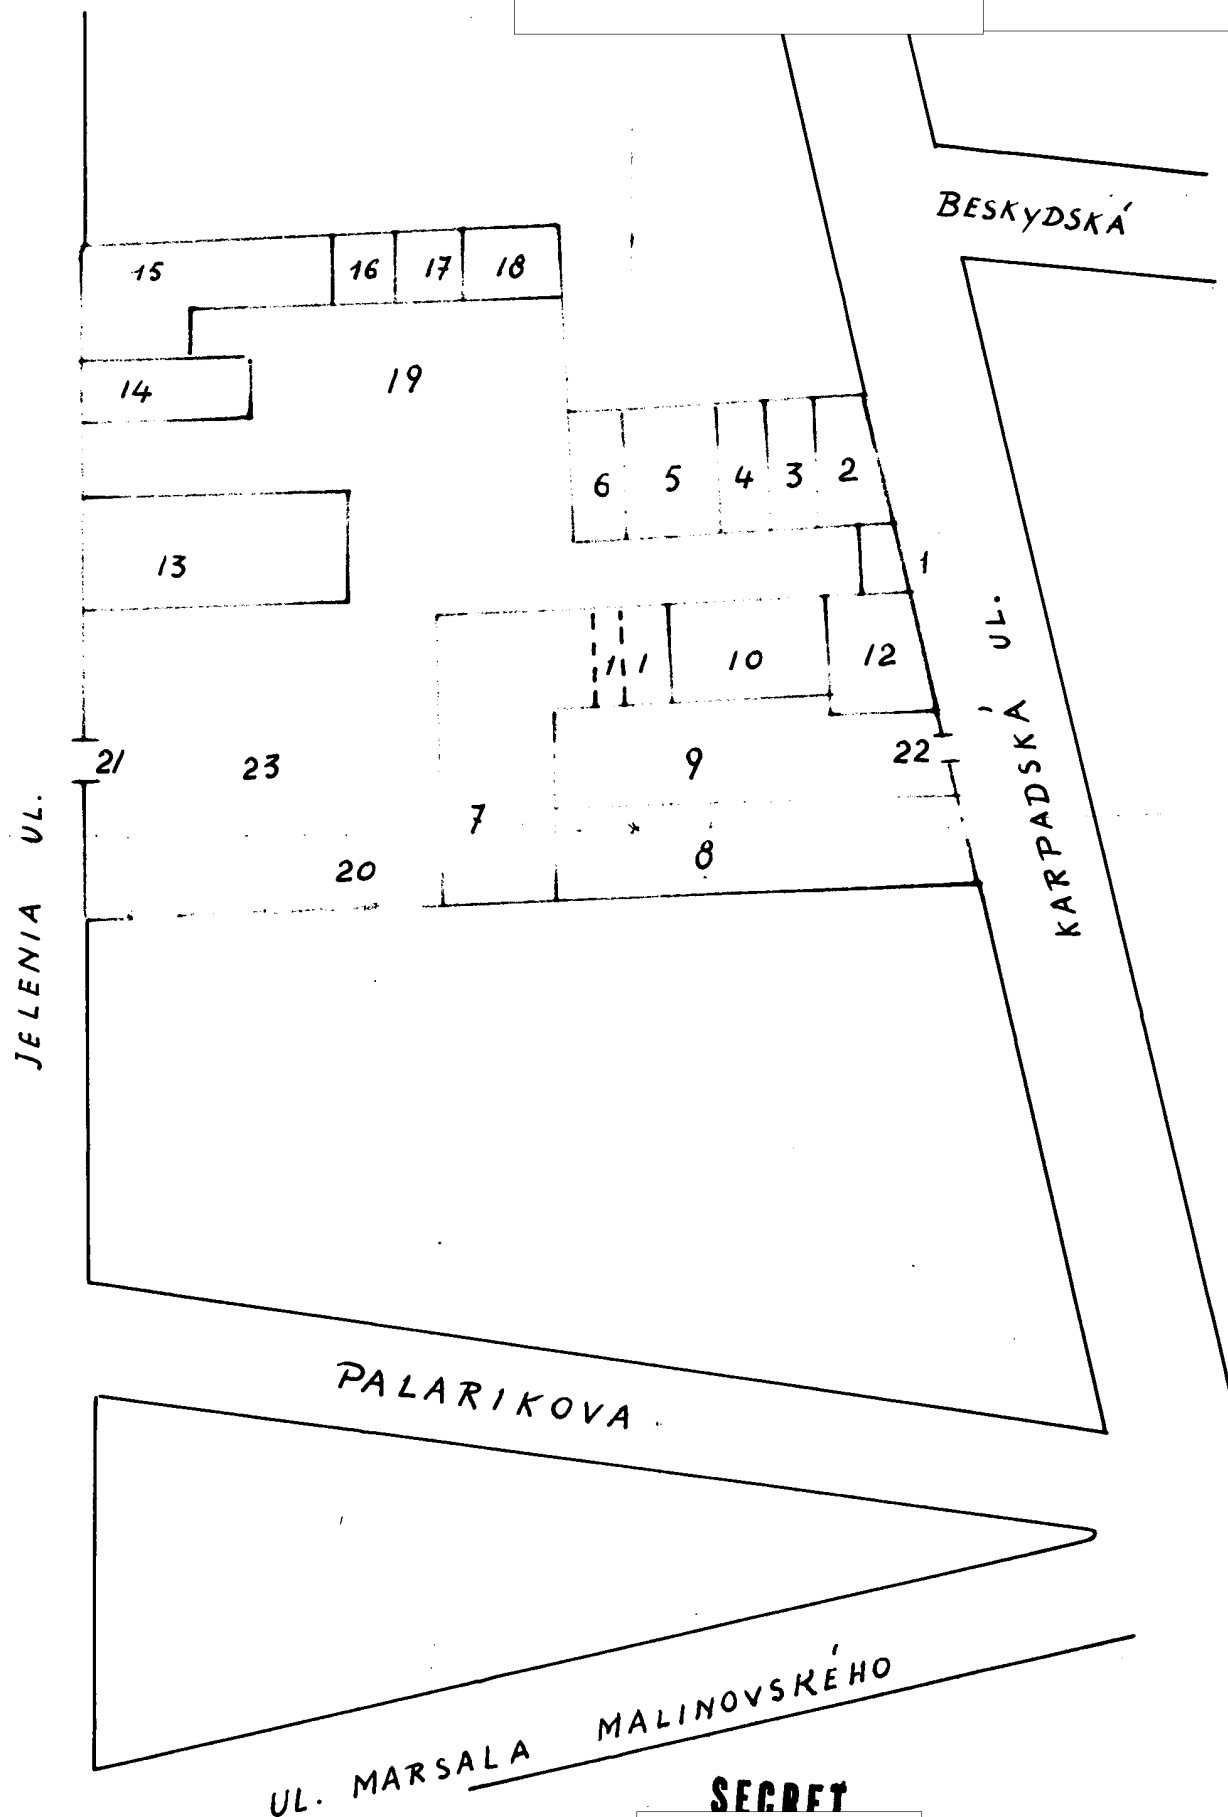 BESKYDSKÁ
15 16 17 18
19
14
6 5 4 3 2
13
1
11 10 12
21 23 9 22
7
8
20
JELENIA UL.
KARPADSKÁ UL.
PALARIKOVA
UL. MARSALA MALINOVSKÉHO
SECRET